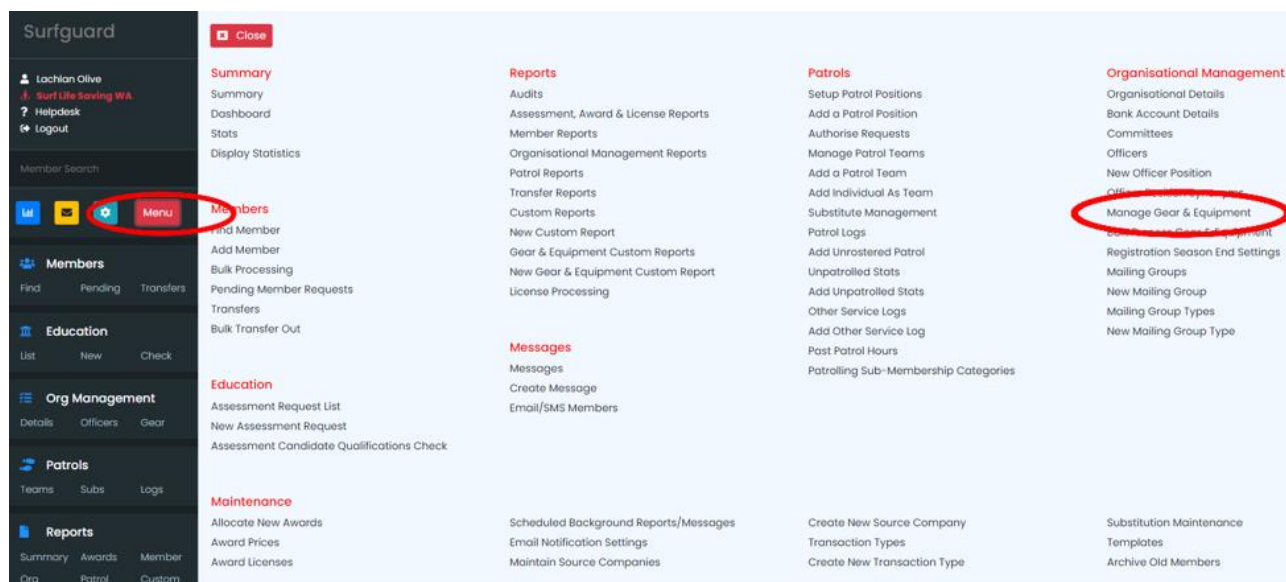 Surfguard
Lachlan Olive
Surf Life Saving WA
Helpdesk
Logout
Member Search
Menu
Members
Find Pending Transfers
Education
List New Check
Org Management
Details Officers Gear
Patrols
Teams Subs Logs
Reports
Summary Awards Member
Org Patrol Custom
Close
Summary
Summary
Dashboard
Stats
Display Statistics
Members
Find Member
Add Member
Bulk Processing
Pending Member Requests
Transfers
Bulk Transfer Out
Education
Assessment Request List
New Assessment Request
Assessment Candidate Qualifications Check
Reports
Audits
Assessment, Award & License Reports
Member Reports
Organisational Management Reports
Patrol Reports
Transfer Reports
Custom Reports
New Custom Report
Gear & Equipment Custom Reports
New Gear & Equipment Custom Report
License Processing
Messages
Messages
Create Message
Email/SMS Members
Patrols
Setup Patrol Positions
Add a Patrol Position
Authorise Requests
Manage Patrol Teams
Add a Patrol Team
Add Individual As Team
Substitute Management
Patrol Logs
Add Unrostered Patrol
Unpatrolled Stats
Add Unpatrolled Stats
Other Service Logs
Add Other Service Log
Past Patrol Hours
Patrolling Sub-Membership Categories
Organisational Management
Organisational Details
Bank Account Details
Committees
Officers
New Officer Position
Officer Position Synonyms
Manage Gear & Equipment
Gear & Equipment
Registration Season End Settings
Mailing Groups
New Mailing Group
Mailing Group Types
New Mailing Group Type
Maintenance
Allocate New Awards
Award Prices
Award Licenses
Scheduled Background Reports/Messages
Email Notification Settings
Maintain Source Companies
Create New Source Company
Transaction Types
Create New Transaction Type
Substitution Maintenance
Templates
Archive Old Members